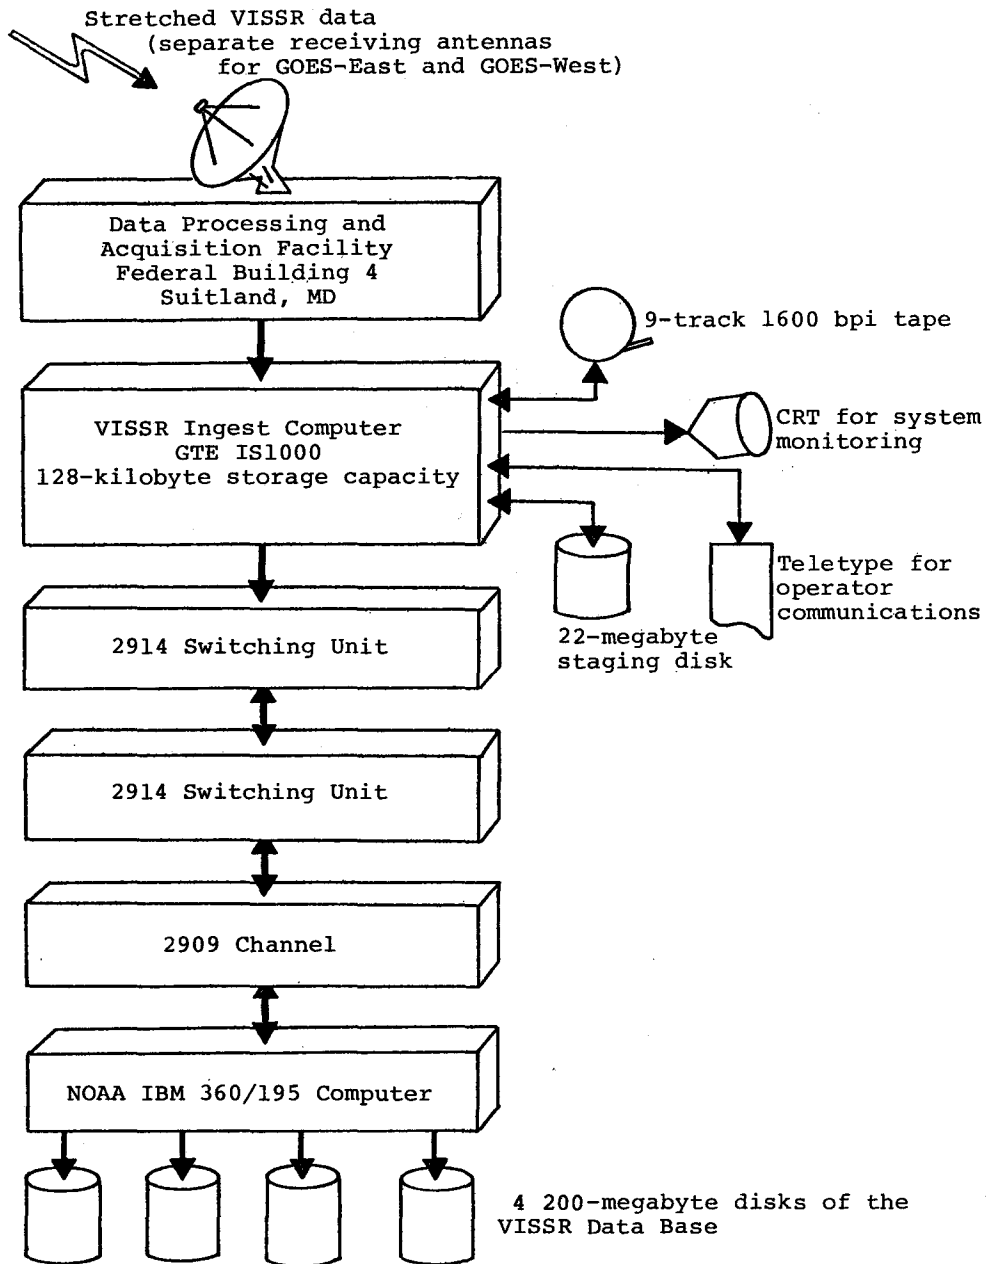 Stretched VISSR data
(separate receiving antennas
for GOES-East and GOES-West)
Data Processing and
Acquisition Facility
Federal Building 4
Suitland, MD
9-track 1600 bpi tape
VISSR Ingest Computer
GTE IS1000
128-kilobyte storage capacity
CRT for system
monitoring
Teletype for
operator
communications
22-megabyte
staging disk
2914 Switching Unit
2914 Switching Unit
2909 Channel
NOAA IBM 360/195 Computer
4 200-megabyte disks of the
VISSR Data Base